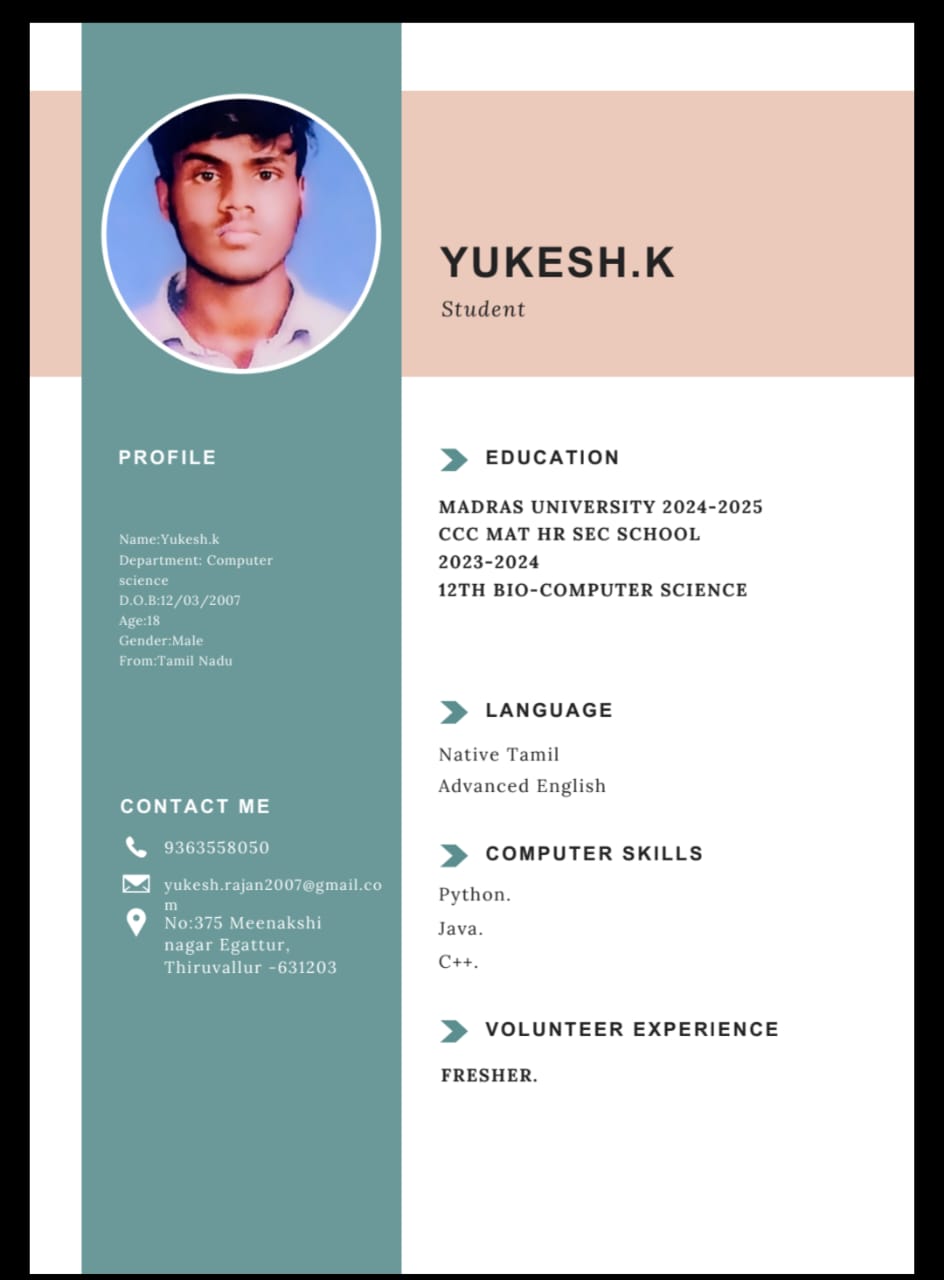 YUKESH.K
Student
PROFILE
Name:Yukesh.k
Department: Computer
science
D.O.B:12/03/2007
Age:18
Gender:Male
From:Tamil Nadu
CONTACT ME
9363558050
yukesh.rajan2007@gmail.co
m
No:375 Meenakshi
nagar Egattur,
Thiruvallur -631203
EDUCATION
MADRAS UNIVERSITY 2024-2025
CCC MAT HR SEC SCHOOL
2023-2024
12TH BIO-COMPUTER SCIENCE
LANGUAGE
Native Tamil
Advanced English
COMPUTER SKILLS
Python.
Java.
C++.
VOLUNTEER EXPERIENCE
FRESHER.